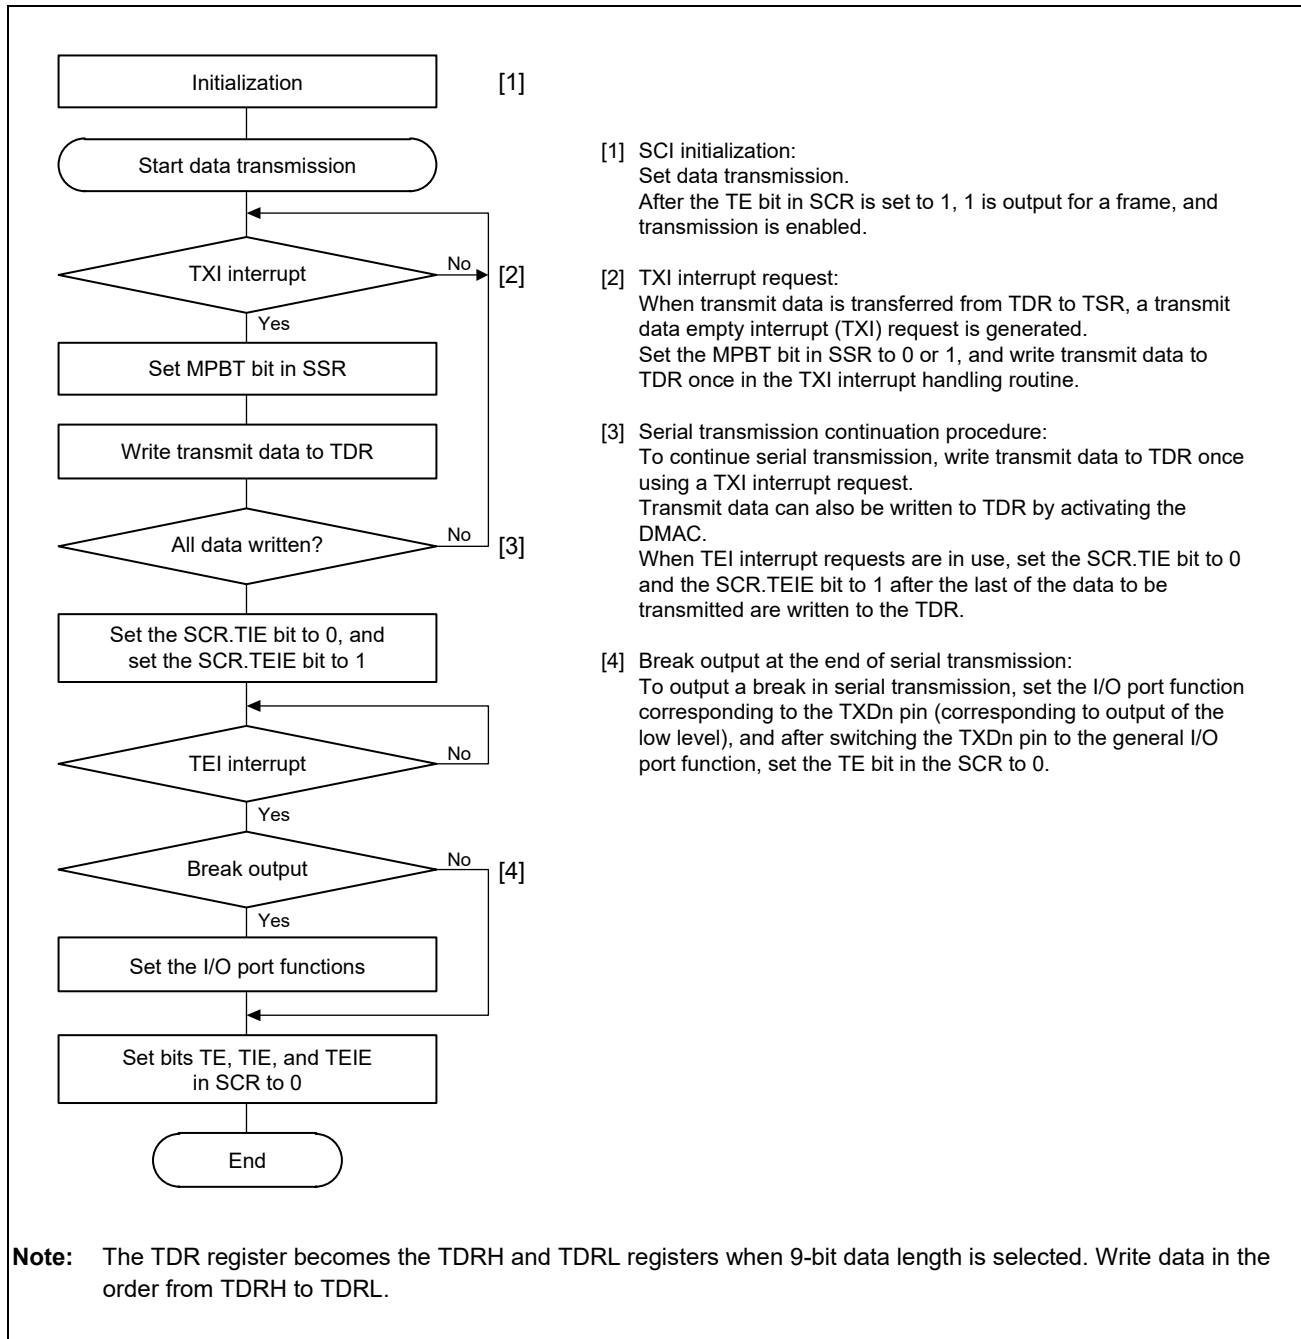 Initialization
[1]
Start data transmission
TXI interrupt
No
[2]
Yes
Set MPBT bit in SSR
Write transmit data to TDR
All data written?
No
[3]
Set the SCR.TIE bit to 0, and
set the SCR.TEIE bit to 1
TEI interrupt
No
Yes
Break output
No
[4]
Yes
Set the I/O port functions
Set bits TE, TIE, and TEIE
in SCR to 0
End
[1] SCI initialization:
Set data transmission.
After the TE bit in SCR is set to 1, 1 is output for a frame, and
transmission is enabled.
[2] TXI interrupt request:
When transmit data is transferred from TDR to TSR, a transmit
data empty interrupt (TXI) request is generated.
Set the MPBT bit in SSR to 0 or 1, and write transmit data to
TDR once in the TXI interrupt handling routine.
[3] Serial transmission continuation procedure:
To continue serial transmission, write transmit data to TDR once
using a TXI interrupt request.
Transmit data can also be written to TDR by activating the
DMAC.
When TEI interrupt requests are in use, set the SCR.TIE bit to 0
and the SCR.TEIE bit to 1 after the last of the data to be
transmitted are written to the TDR.
[4] Break output at the end of serial transmission:
To output a break in serial transmission, set the I/O port function
corresponding to the TXDn pin (corresponding to output of the
low level), and after switching the TXDn pin to the general I/O
port function, set the TE bit in the SCR to 0.
Note: The TDR register becomes the TDRH and TDRL registers when 9-bit data length is selected. Write data in the
order from TDRH to TDRL.